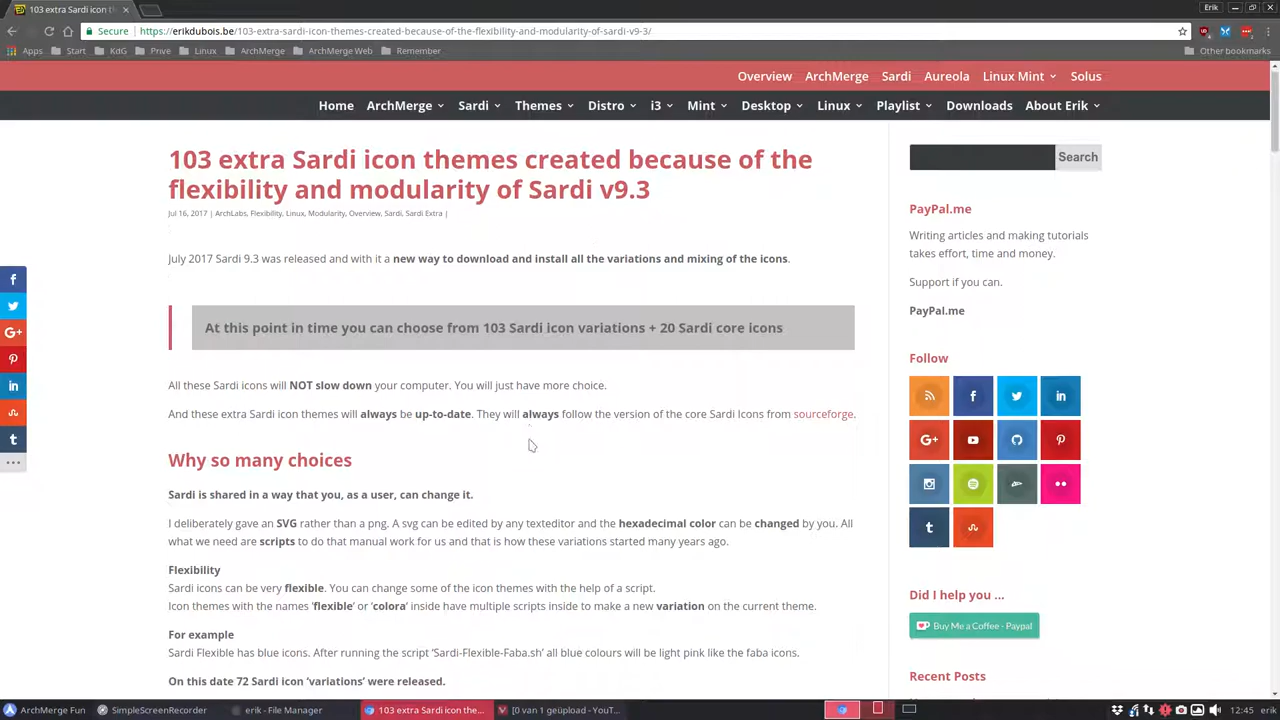 103 extra Sardi icon them
Erik
Secure
https://erikdubois.be/103-extra-sardi-icon-themes-created-because-of-the-flexibility-and-modularity-of-sardi-v9-3/
Apps Start KdG Privé Linux ArchMerge ArchMerge Web Remember Other bookmarks
Overview ArchMerge Sardi Aureola Linux Mint Solus
Home ArchMerge Sardi Themes Distro i3 Mint Desktop Linux Playlist Downloads About Erik
103 extra Sardi icon themes created because of the
flexibility and modularity of Sardi v9.3
Jul 16, 2017 | ArchLabs, Flexibility, Linux, Modularity, Overview, Sardi, Sardi Extra |
July 2017 Sardi 9.3 was released and with it a new way to download and install all the variations and mixing of the icons.
At this point in time you can choose from 103 Sardi icon variations + 20 Sardi core icons
All these Sardi icons will NOT slow down your computer. You will just have more choice.
And these extra Sardi icon themes will always be up-to-date. They will always follow the version of the core Sardi Icons from sourceforge.
Why so many choices
Sardi is shared in a way that you, as a user, can change it.
I deliberately gave an SVG rather than a png. A svg can be edited by any texteditor and the hexadecimal color can be changed by you. All
what we need are scripts to do that manual work for us and that is how these variations started many years ago.
Flexibility
Sardi icons can be very flexible. You can change some of the icon themes with the help of a script.
Icon themes with the names 'flexible' or 'colora' inside have multiple scripts inside to make a new variation on the current theme.
For example
Sardi Flexible has blue icons. After running the script 'Sardi-Flexible-Faba.sh' all blue colours will be light pink like the faba icons.
On this date 72 Sardi icon 'variations' were released.
Search
PayPal.me
Writing articles and making tutorials
takes effort, time and money.
Support if you can.
PayPal.me
Follow
Did I help you ...
Buy Me a Coffee - Paypal
Recent Posts
ArchMerge Fun SimpleScreenRecorder erik - File Manager 103 extra Sardi icon the... [0 van 1 geüpload - YouT... 12:45 erik